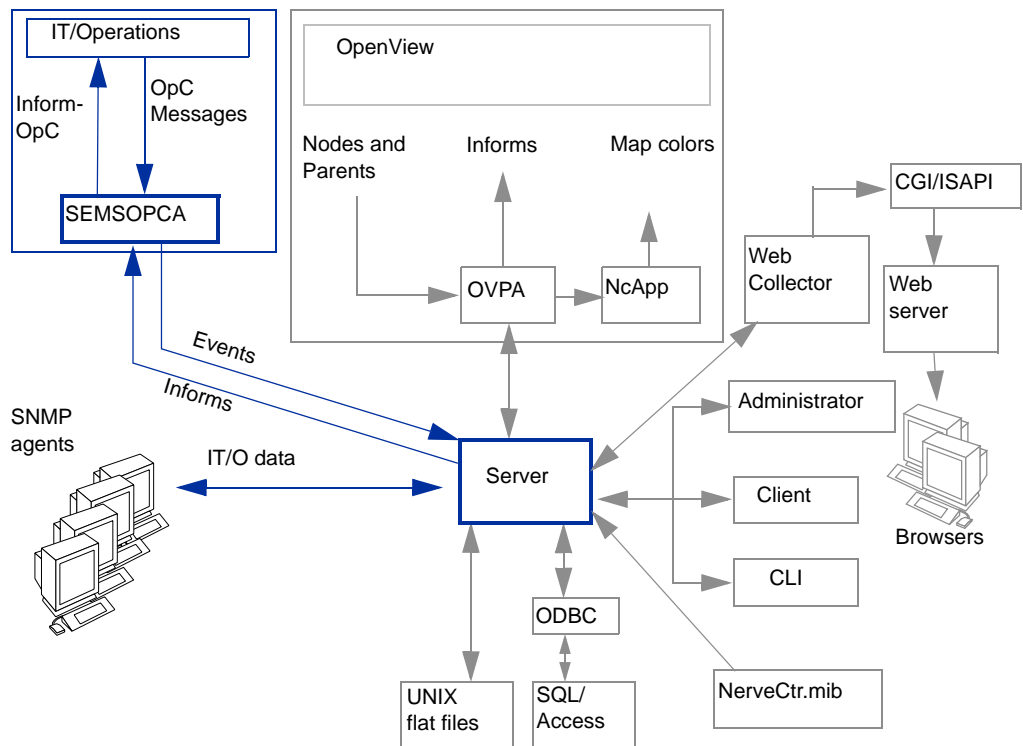 IT/Operations
Inform-
OpC
OpC
Messages
SEMSOPCA
OpenView
Nodes and
Parents
Informs
Map colors
OVPA
NcApp
CGI/ISAPI
Web
Collector
Web
server
Events
Informs
SNMP
agents
IT/O data
Server
Administrator
Client
CLI
Browsers
ODBC
UNIX
flat files
SQL/
Access
NerveCtr.mib